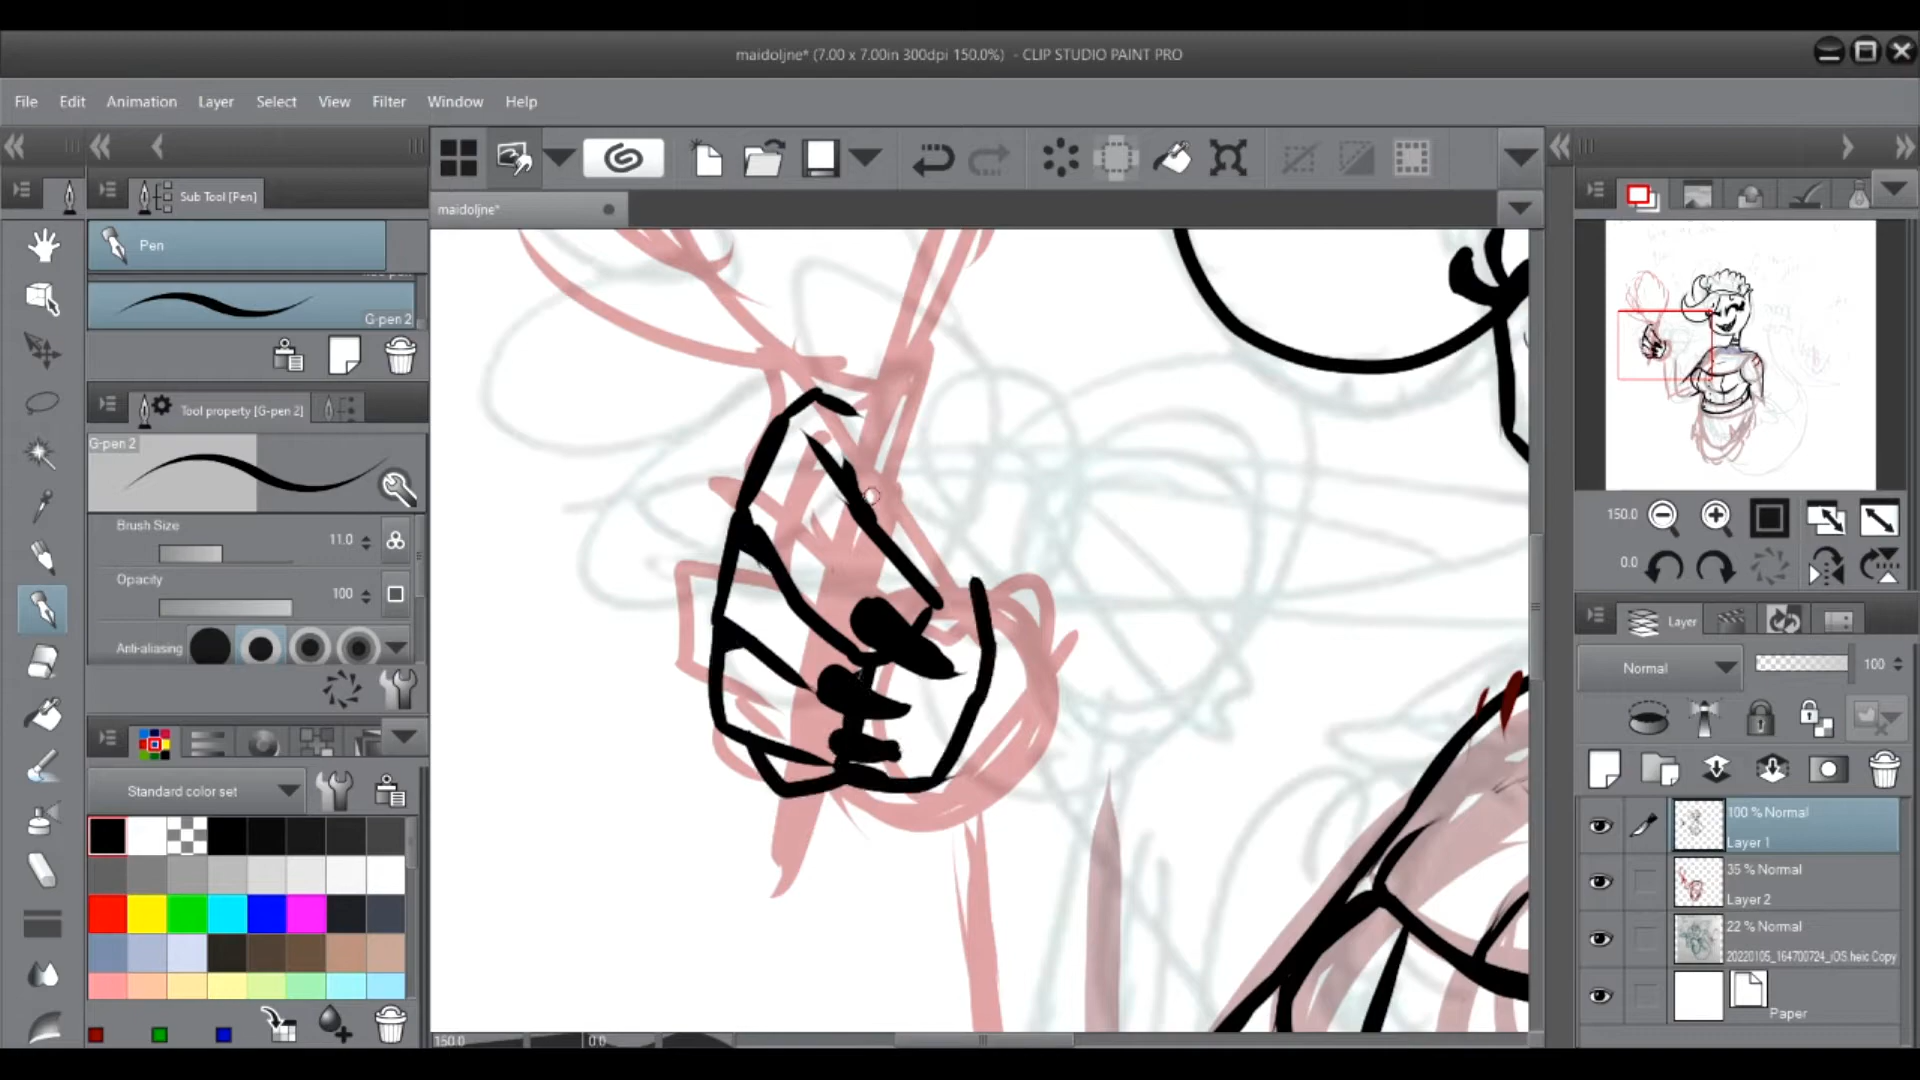 maidoljne* (7.00 x 7.00in 300dpi 150.0%) - CLIP STUDIO PAINT PRO
File Edit Animation Layer Select View Filter Window Help
Sub Tool [Pen]
maidoljne*
Pen
G-pen 2
Tool property [G-pen 2]
G-pen 2
Brush Size
11.0
Opacity
100
Anti-aliasing
Standard color set
150.0
0.0
150.0
0.0
Layer
Normal
100
100 % Normal
Layer 1
35 % Normal
Layer 2
22 % Normal
20220105_164700724_iOS.heic Copy
Paper